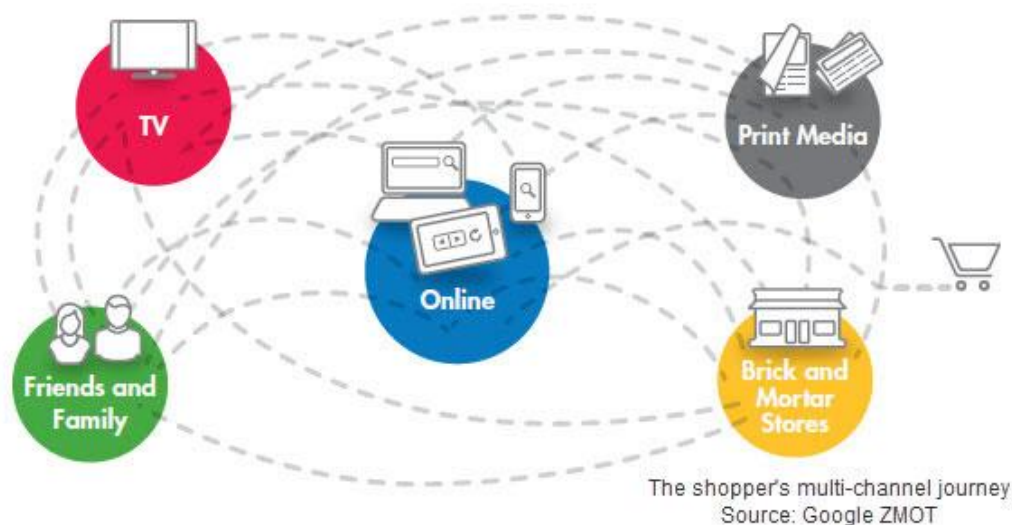 TV
Print Media
Online
Friends and
Family
Brick and
Mortar
Stores
The shopper's multi-channel journey
Source: Google ZMOT